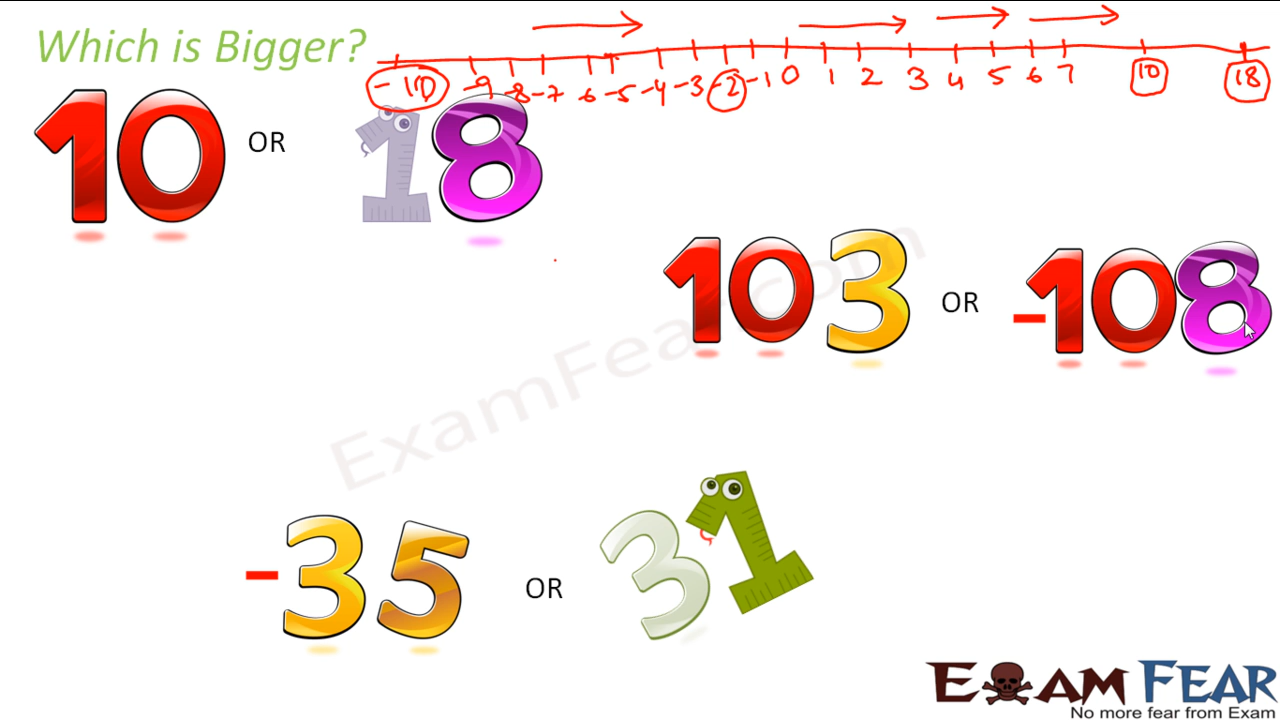 Which is Bigger?
-10 -9 -8 -7 -6 -5 -4 -3 -2 -1 0 1 2 3 4 5 6 7 10 18
10 OR 18
103 OR -108
ExamFear.com
-35 OR 31
EXAM FEAR
No more fear from Exam